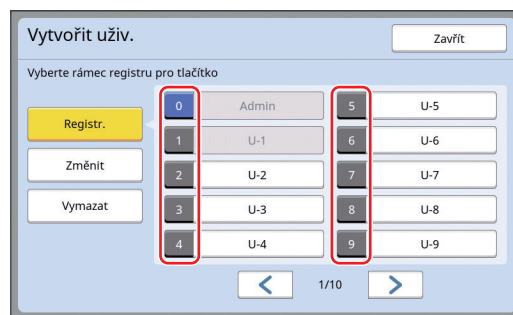 Vytvořit uživ.
Zavřít
Vyberte rámec registru pro tlačítko
Registr.
Změnit
Vymazat
0 Admin 5 U-5
1 U-1 6 U-6
2 U-2 7 U-7
3 U-3 8 U-8
4 U-4 9 U-9
1/10